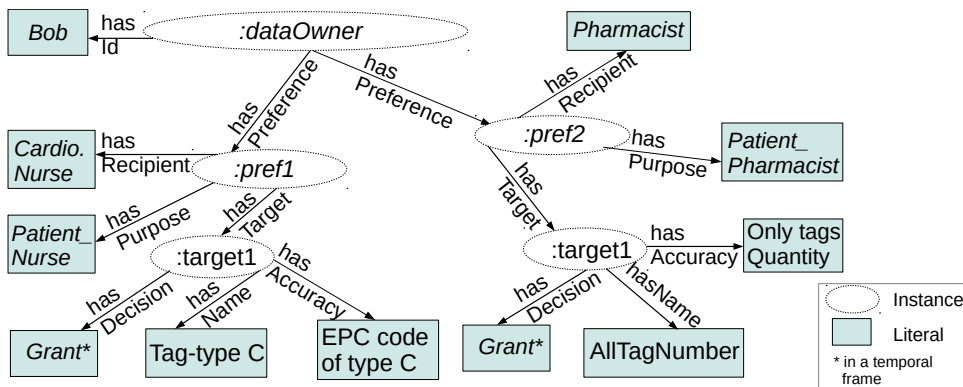 Bob
has
Id
:dataOwner
Pharmacist
has
Preference
has
Preference
has
Recipient
Cardio.
Nurse
has
Recipient
:pref1
:pref2
has
Purpose
Patient_
Pharmacist
Patient_
Nurse
has
Purpose
has
Target
has
Target
:target1
:target1
has
Accuracy
Only tags
Quantity
has
Decision
has
Name
has
Accuracy
has
Decision
hasName
Grant*
Tag-type C
EPC code
of type C
Grant*
AllTagNumber
Instance
Literal
* in a temporal
frame